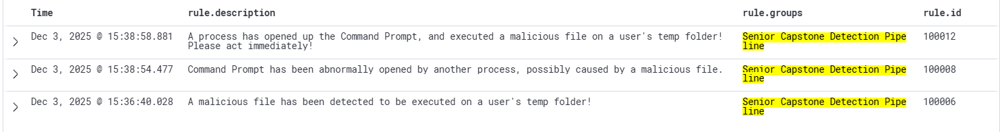 Time rule.description rule.groups rule.id
Dec 3, 2025 @ 15:38:58.881 A process has opened up the Command Prompt, and executed a malicious file on a user's temp folder! Senior Capstone Detection Pipe 100012
Please act immediately! line
Dec 3, 2025 @ 15:38:54.477 Command Prompt has been abnormally opened by another process, possibly caused by a malicious file. Senior Capstone Detection Pipe 100008
line
Dec 3, 2025 @ 15:36:40.028 A malicious file has been detected to be executed on a user's temp folder! Senior Capstone Detection Pipe 100006
line